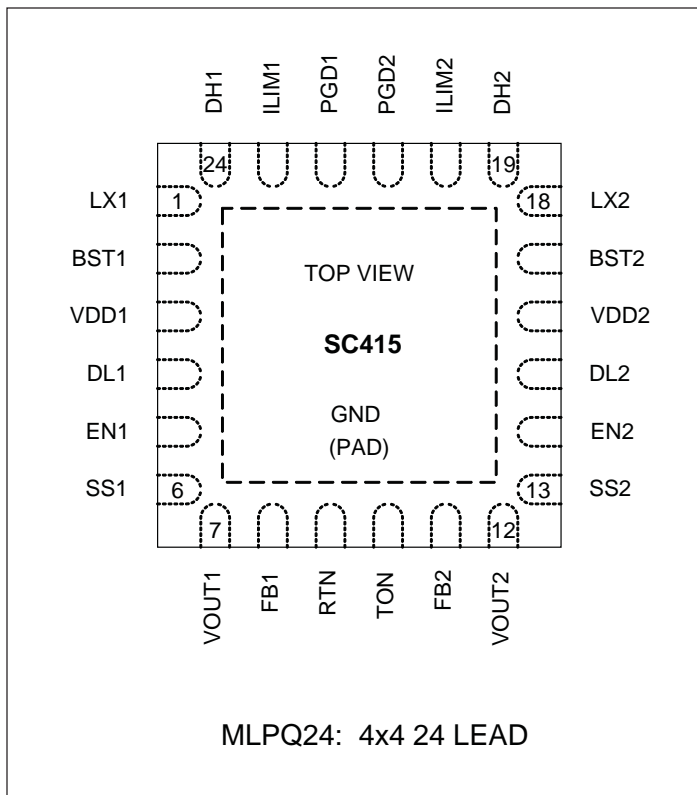 DH1 ILIM1 PGD1 PGD2 ILIM2 DH2
24 19
LX1 1 18 LX2
BST1 BST2
TOP VIEW
VDD1 VDD2
SC415
DL1 DL2
GND
EN1 EN2
(PAD)
SS1 6 13 SS2
7 12
VOUT1 FB1 RTN TON FB2 VOUT2
MLPQ24: 4x4 24 LEAD